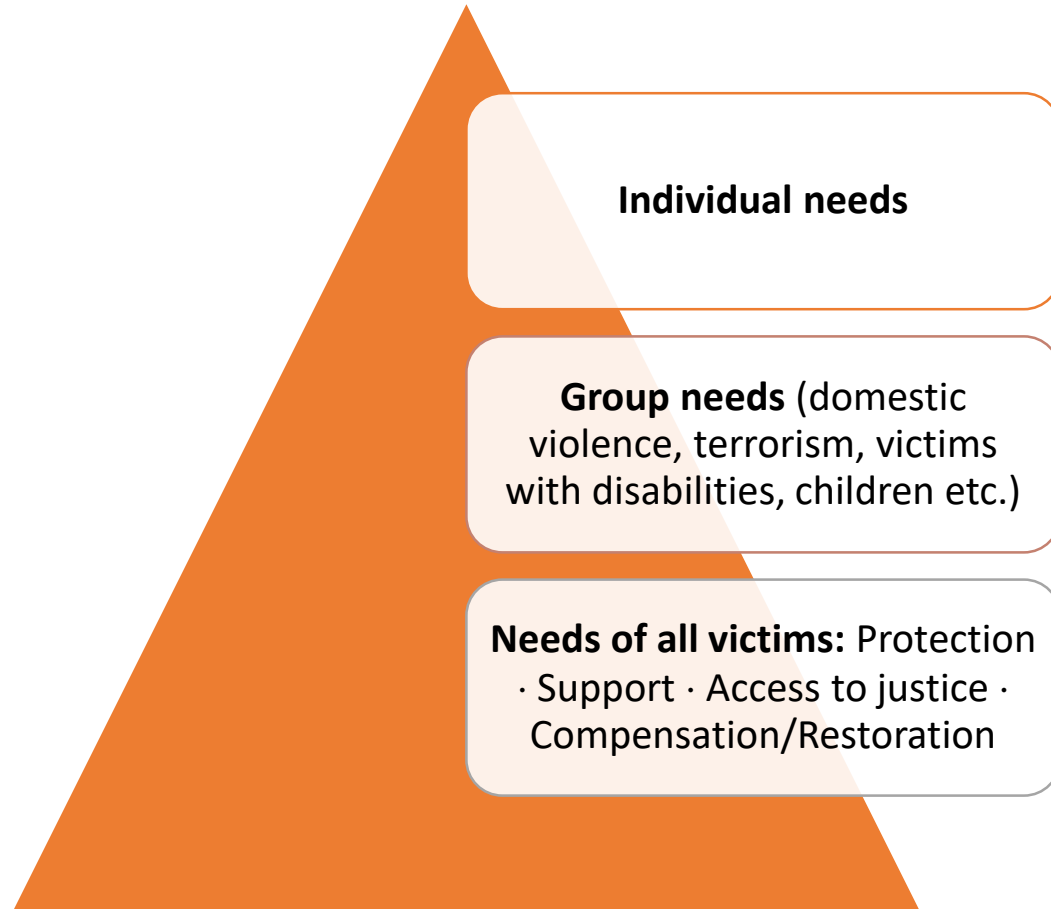 Individual needs
Group needs (domestic
violence, terrorism, victims
with disabilities, children etc.)
Needs of all victims: Protection
· Support · Access to justice ·
Compensation/Restoration